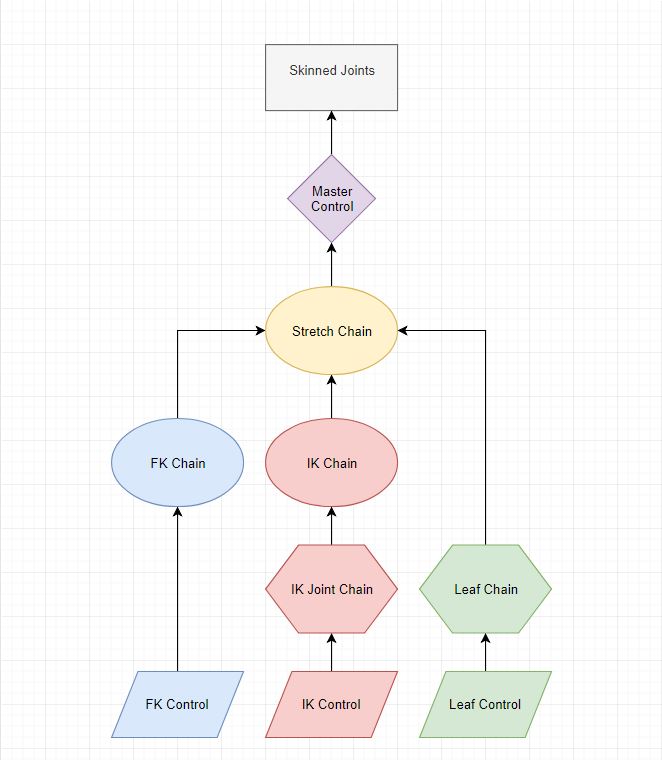 Skinned Joints
Master
Control
Stretch Chain
FK Chain
IK Chain
IK Joint Chain
Leaf Chain
FK Control
IK Control
Leaf Control